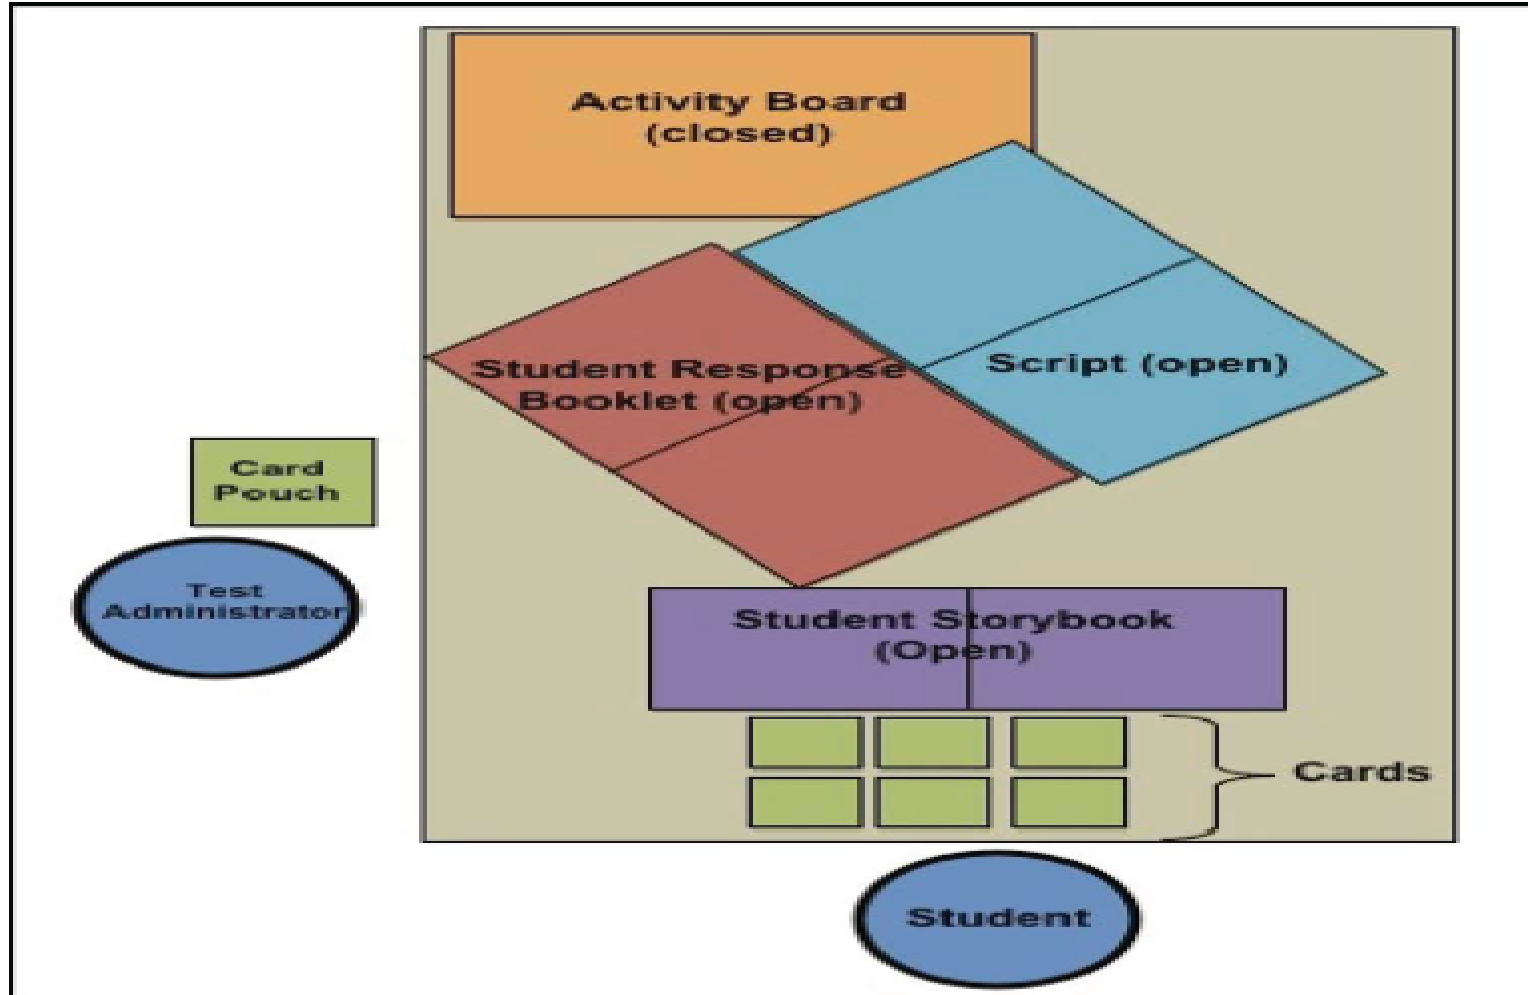 Activity Board
(closed)
Student Response
Booklet (open)
Script (open)
Card
Pouch
Test
Administrator
Student Storybook
(Open)
Cards
Student